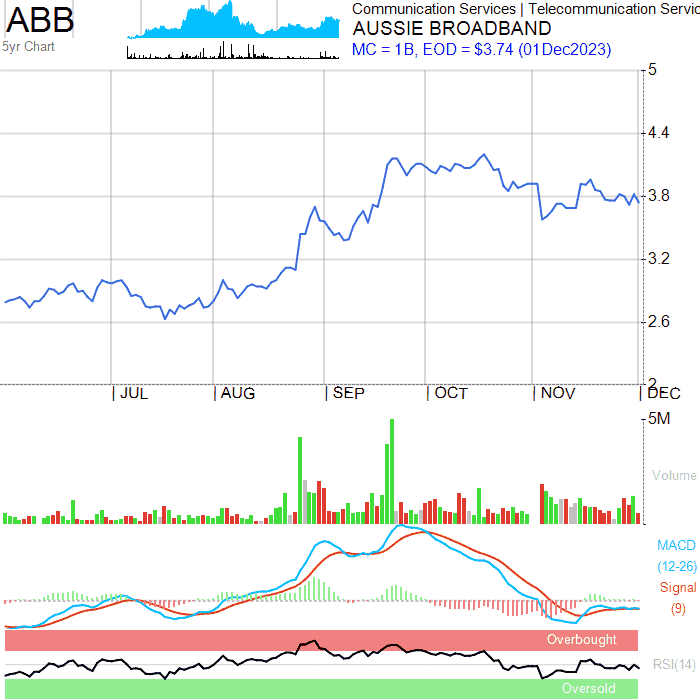 ABB
5yr Chart
Communication Services | Telecommunication Servic
AUSSIE BROADBAND
MC = 1B, EOD = $3.74 (01Dec2023)
5
4.4
3.8
3.2
2.6
2
JUL
AUG
SEP
OCT
NOV
DEC
5M
Volume
MACD
(12-26)
Signal
(9)
Overbought
RSI(14)
Oversold